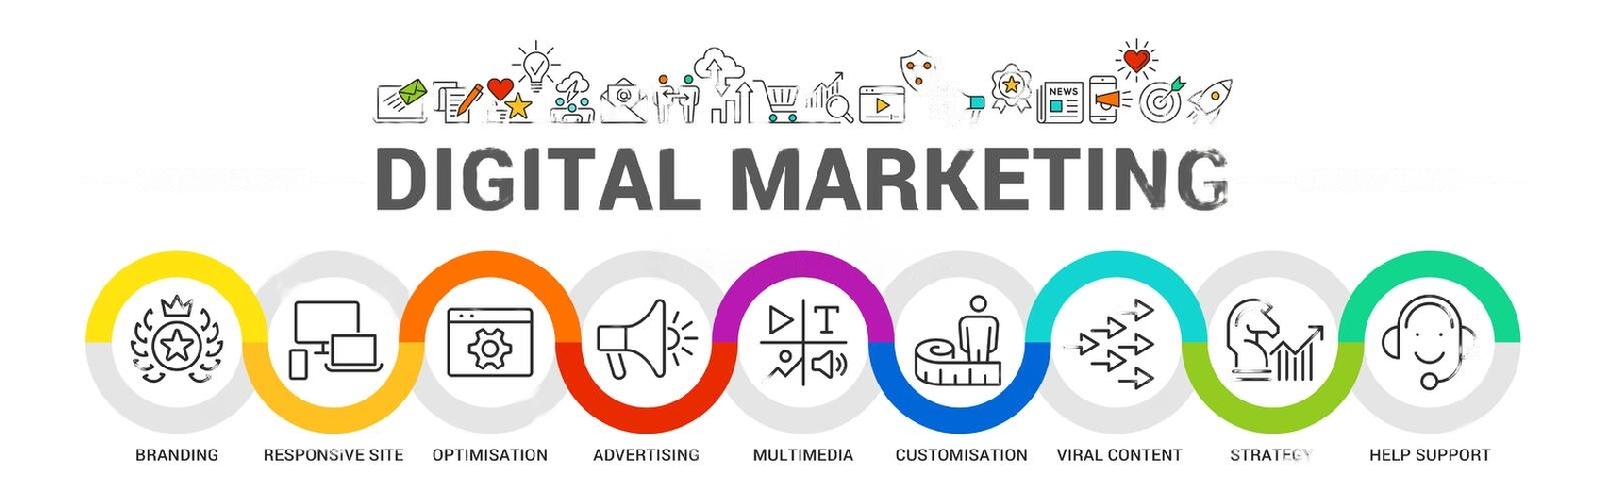 NEWS
DIGITAL MARKETING
T
BRANDING
RESPONSIVE SITE
OPTIMISATION
ADVERTISING
MULTIMEDIA
CUSTOMISATION
VIRAL CONTENT
STRATEGY
HELP SUPPORT